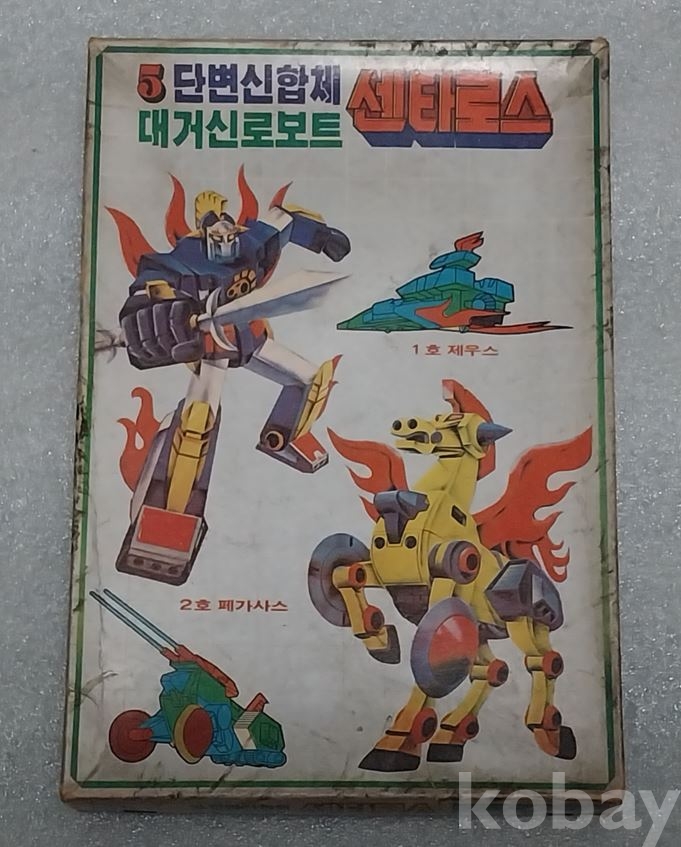 5단변신합체
대거신로보트
센타로스
1호 제우스
2호 페가사스
kobay